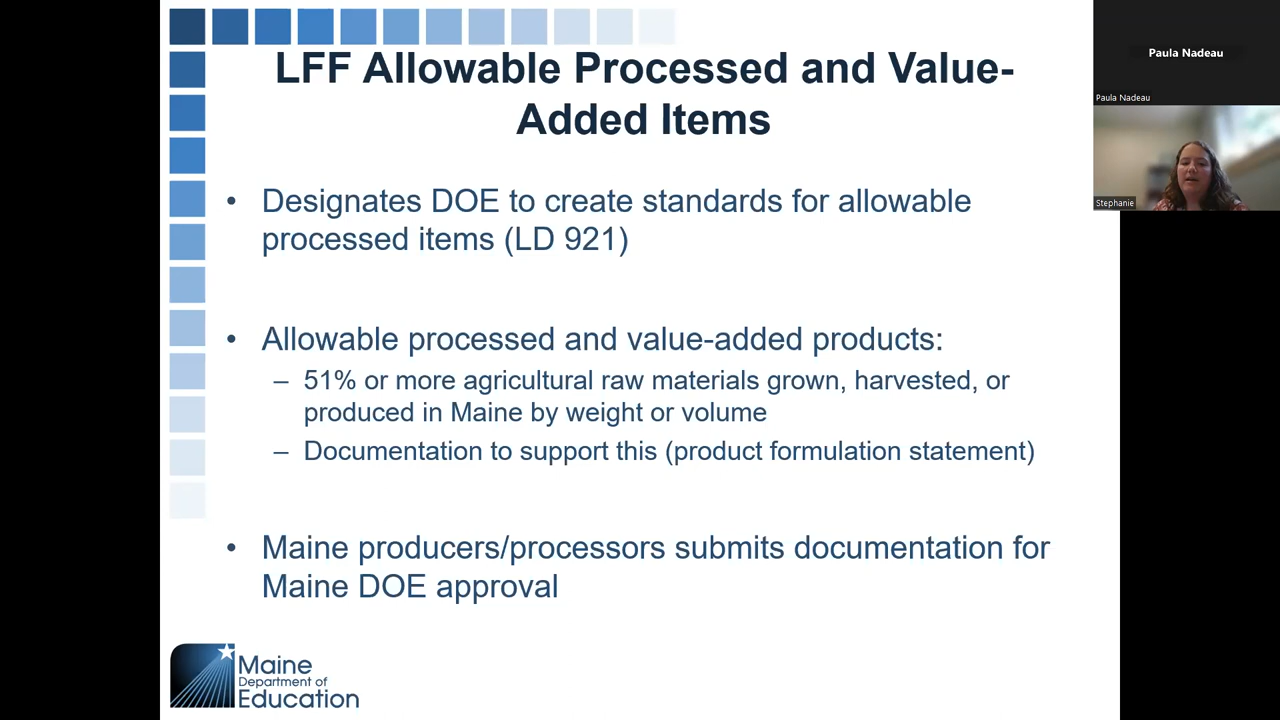 LFF Allowable Processed and Value-
Added Items
• Designates DOE to create standards for allowable
processed items (LD 921)
• Allowable processed and value-added products:
– 51% or more agricultural raw materials grown, harvested, or
produced in Maine by weight or volume
– Documentation to support this (product formulation statement)
• Maine producers/processors submits documentation for
Maine DOE approval
Maine
Department of
Education
Paula Nadeau
Paula Nadeau
Stephanie